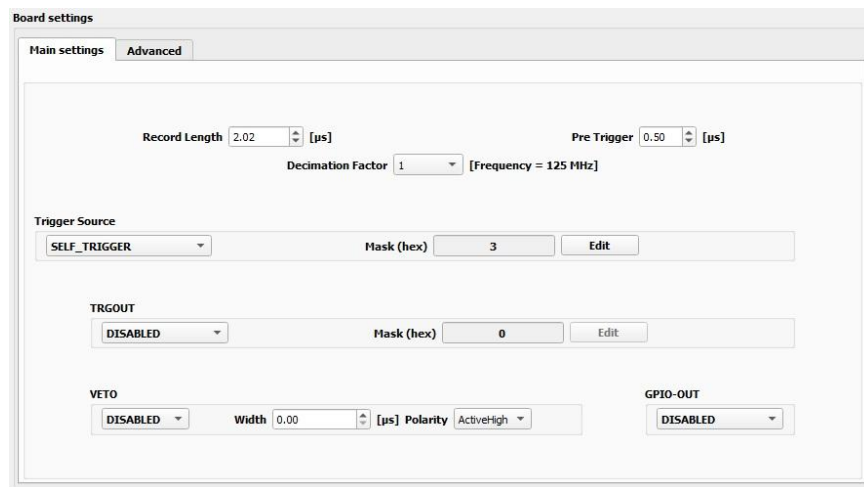 Board settings
Main settings Advanced
Record Length 2.02 [µs] Pre Trigger 0.50 [µs]
Decimation Factor 1 [Frequency = 125 MHz]
Trigger Source
SELF_TRIGGER Mask (hex) 3 Edit
TRGOUT
DISABLED Mask (hex) 0 Edit
VETO GPIO-OUT
DISABLED Width 0.00 [µs] Polarity ActiveHigh DISABLED